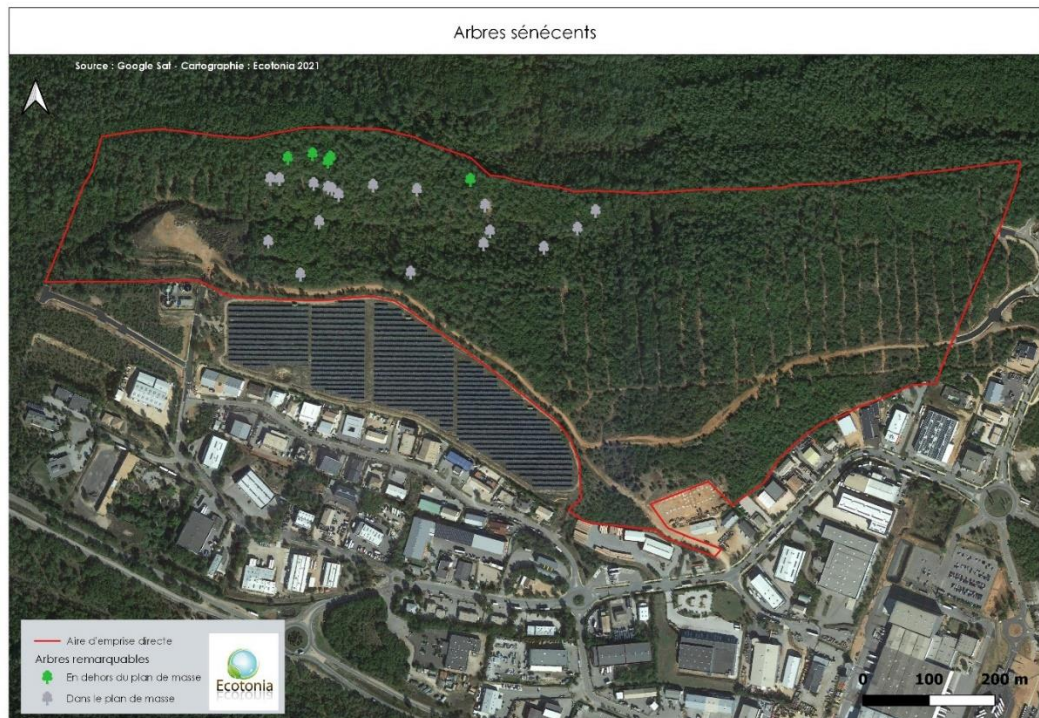 Arbres sénécents
Source : Google Sat - Cartographie : Ecotonia 2021
Aire d'emprise directe
Arbres remarquables
En dehors du plan de masse
Dans le plan de masse
Ecotonia
0 100 200 m